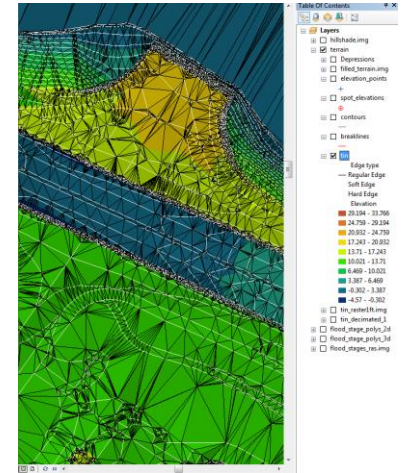 Table Of Contents
Layers
hillshade.img
terrain
Depressions
filled_terrain.img
elevation_points
spot_elevations
contours
breaklines
tin
Edge type
Regular Edge
Soft Edge
Hard Edge
Elevation
29.194 - 33.766
24.759 - 29.194
20.932 - 24.759
17.243 - 20.932
13.71 - 17.243
10.021 - 13.71
6.469 - 10.021
3.387 - 6.469
-0.302 - 3.387
-4.57 - -0.302
tin_raster1ft.img
tin_decimated_1
flood_stage_polys_2d
flood_stage_polys_3d
flood_stages_ras.img